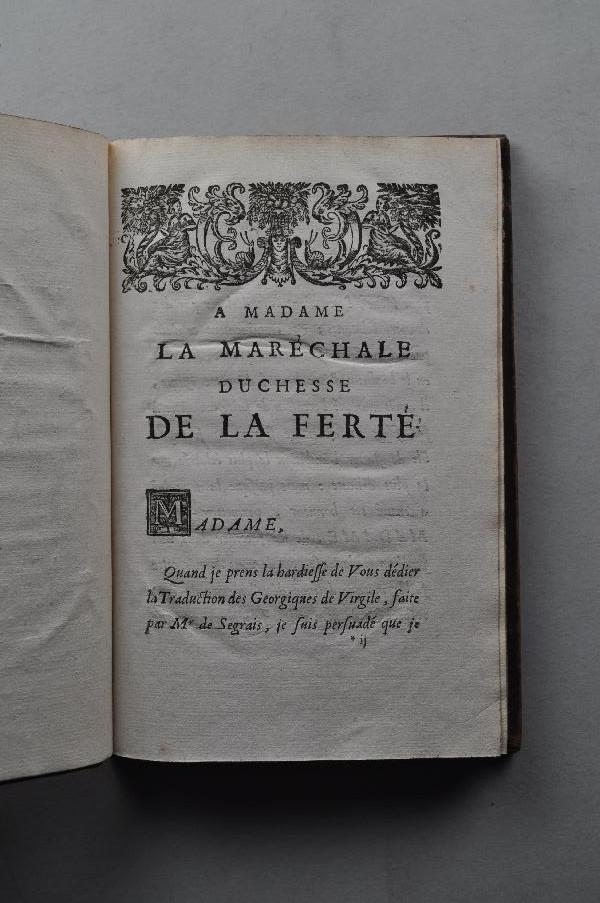 A MADAME
LA MARÉCHALE
DUCHESSE
DE LA FERTÉ
MADAME,
Quand je prens la hardiesse de Vous dédier
la Traduction des Georgiques de Virgile, faite
par Mr de Segrais, je suis persuadé que je
* ij